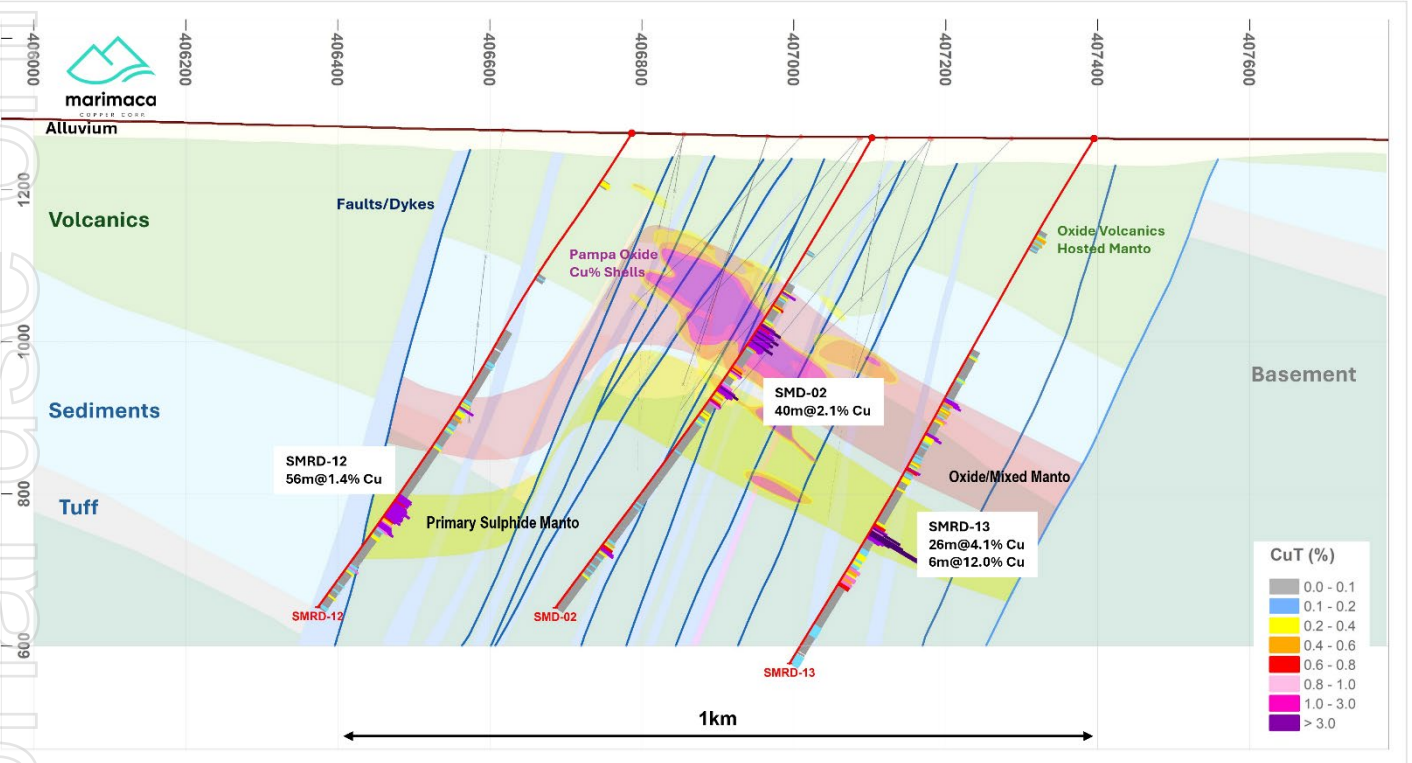 406000
406200
406400
406600
406800
407000
407200
407400
407600
marimaca
COPPER CORP.
Alluvium
1200
1000
800
600
Volcanics
Faults/Dykes
Pampa Oxide
Cu% Shells
Oxide Volcanics
Hosted Manto
Sediments
Basement
SMD-02
40m@2.1% Cu
SMRD-12
56m@1.4% Cu
Oxide/Mixed Manto
Tuff
Primary Sulphide Manto
SMRD-13
26m@4.1% Cu
6m@12.0% Cu
SMRD-12
SMD-02
SMRD-13
CuT (%)
0.0 - 0.1
0.1 - 0.2
0.2 - 0.4
0.4 - 0.6
0.6 - 0.8
0.8 - 1.0
1.0 - 3.0
> 3.0
1km